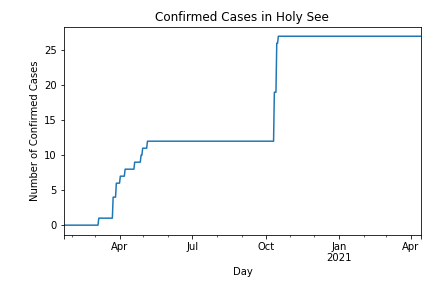 Confirmed Cases in Holy See
Number of Confirmed Cases
25
20
15
10
5
0
Apr
Jul
Oct
Jan
2021
Apr
Day